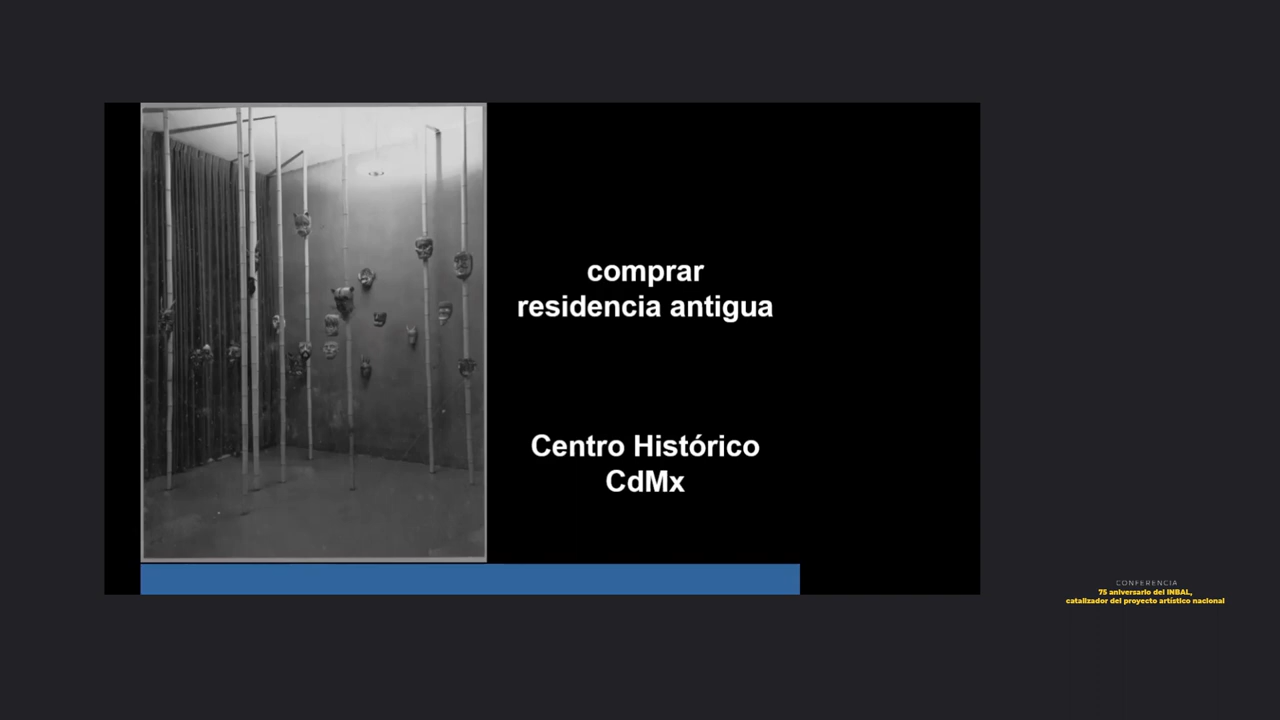 comprar
residencia antigua
Centro Histórico
CdMx
CONFERENCIA
75 aniversario del INBAL,
catalizador del proyecto artístico nacional